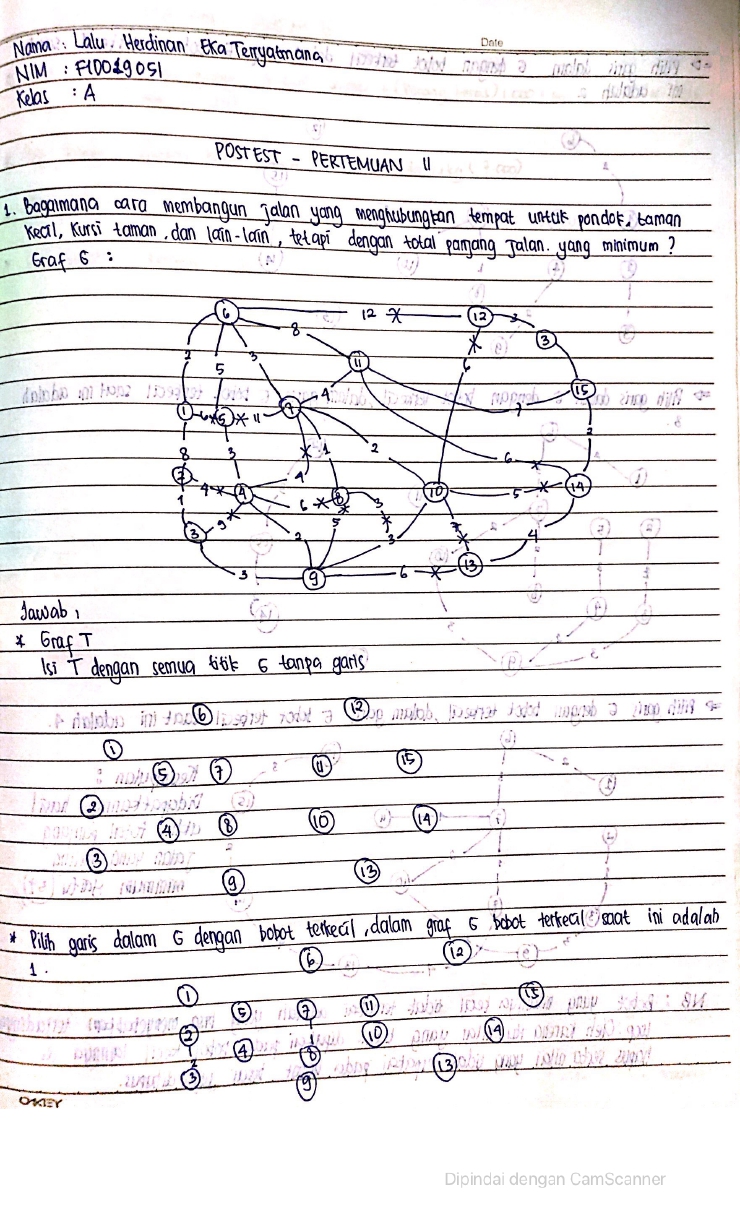 Date
Nama : Lalu Herdinan Eka Terryatmana
NIM : F1D019051
Kelas : A
POSTEST - PERTEMUAN 11
1. Bagaimana cara membangun jalan yang menghubungkan tempat untuk pondok, taman
kecil, kursi taman, dan lain-lain, tetapi dengan total panjang jalan yang minimum ?
Graf G :
6 12 12 3 3
8 11
2 5 3 6 15
1 6 5 11 7 4 7
8 3 1 2 6 2
2 4 4 4 6 8 3 10 5 14
1 9 5 7
3 2 3 4
3 9 6 13
Jawab :
* Graf T
Isi T dengan semua titik G tanpa garis
6 12
1
5 7 11 15
2
4 8 10 14
3
9 13
* Pilih garis dalam G dengan bobot terkecil, dalam graf G bobot terkecil saat ini adalah
1.
6 12
1 5 7 11 15
2 1 10 14
4 8
3 9 13
OKEY
Dipindai dengan CamScanner